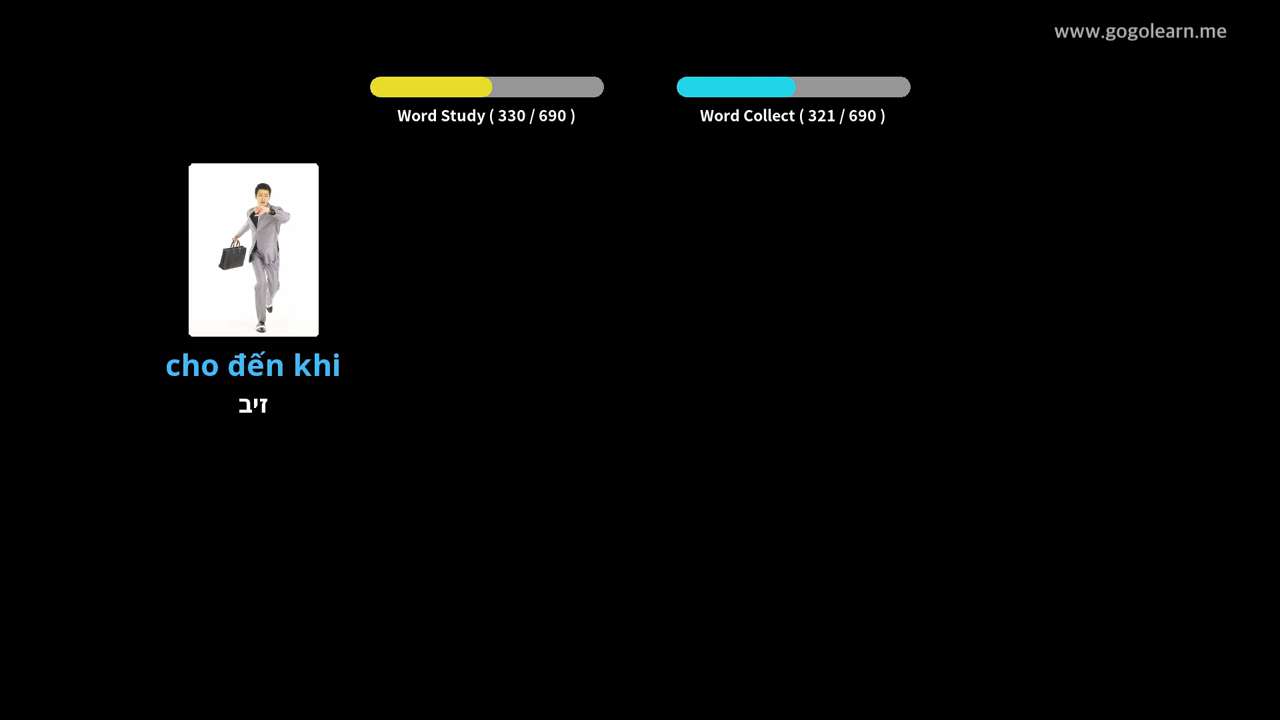 www.gogolearn.me
Word Study ( 330 / 690 )
Word Collect ( 321 / 690 )
cho đến khi
זיב